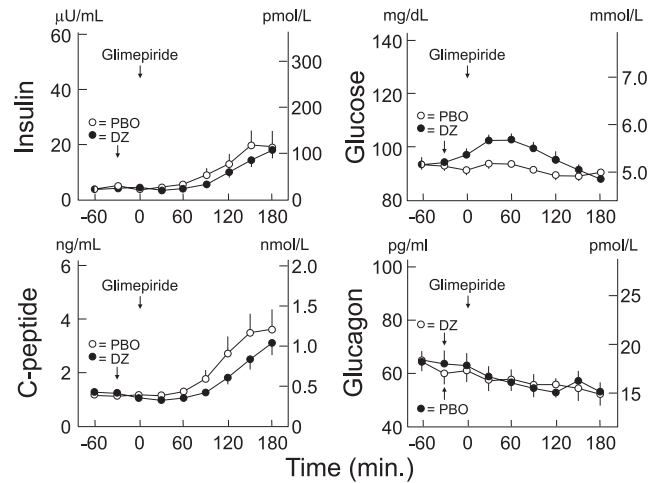 μU/mL
pmol/L
60
40
20
0
Insulin
Glimepiride
○= PBO
●= DZ
300
200
100
0
-60 0 60 120 180
mg/dL
mmol/L
140
120
100
80
Glucose
Glimepiride
○= PBO
●= DZ
7.0
6.0
5.0
-60 0 60 120 180
ng/mL
nmol/L
6
4
2
0
C-peptide
Glimepiride
○= PBO
●= DZ
2.0
1.5
1.0
0.5
0.0
-60 0 60 120 180
pg/ml
pmol/L
100
80
60
40
Glucagon
Glimepiride
○= DZ
●= PBO
25
20
15
-60 0 60 120 180
Time (min.)